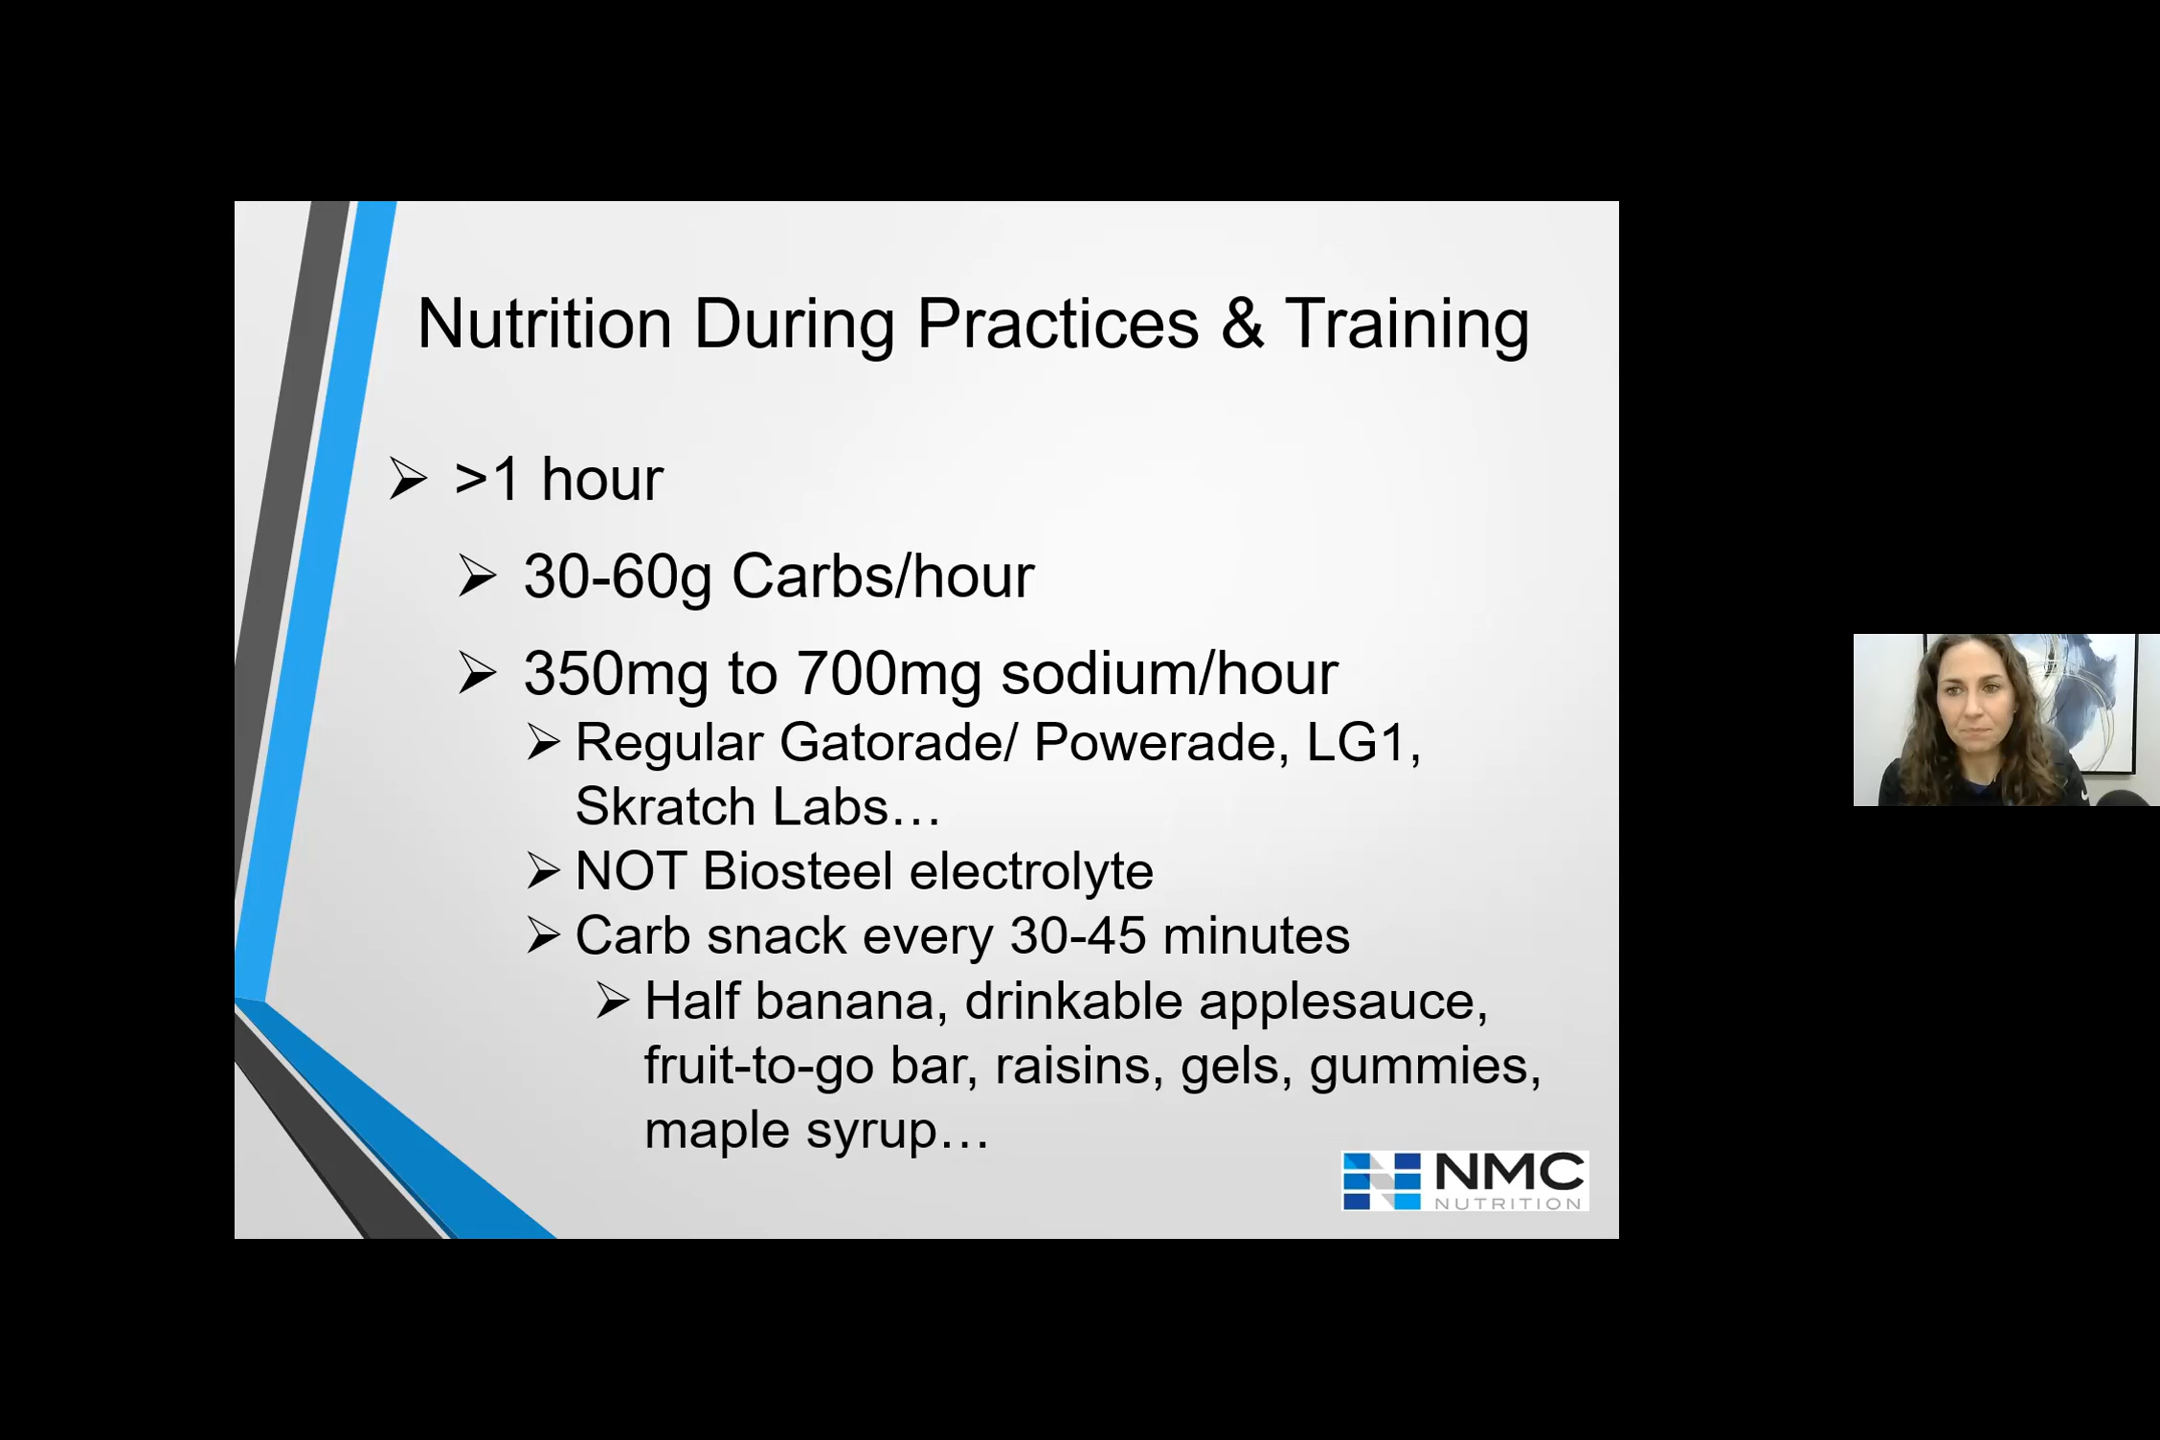 Nutrition During Practices & Training
>1 hour
30-60g Carbs/hour
350mg to 700mg sodium/hour
Regular Gatorade/ Powerade, LG1,
Skratch Labs…
NOT Biosteel electrolyte
Carb snack every 30-45 minutes
Half banana, drinkable applesauce,
fruit-to-go bar, raisins, gels, gummies,
maple syrup…
NMC
NUTRITION